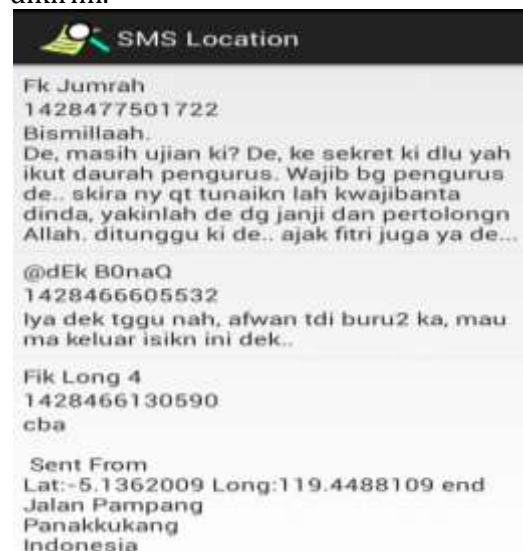 SMS Location
Fk Jumrah
1428477501722
Bismillaah.
De, masih ujian ki? De, ke sekret ki dlu yah
ikut daurah pengurus. Wajib bg pengurus
de.. skira ny qt tunaikn lah kwajibanta
dinda, yakinlah de dg janji dan pertolongn
Allah. ditunggu ki de.. ajak fitri juga ya de...
@dEk B0naQ
1428466605532
Iya dek tggu nah, afwan tdi buru2 ka, mau
ma keluar isikn ini dek..
Fik Long 4
1428466130590
cba
Sent From
Lat:-5.1362009 Long:119.4488109 end
Jalan Pampang
Panakkukang
Indonesia